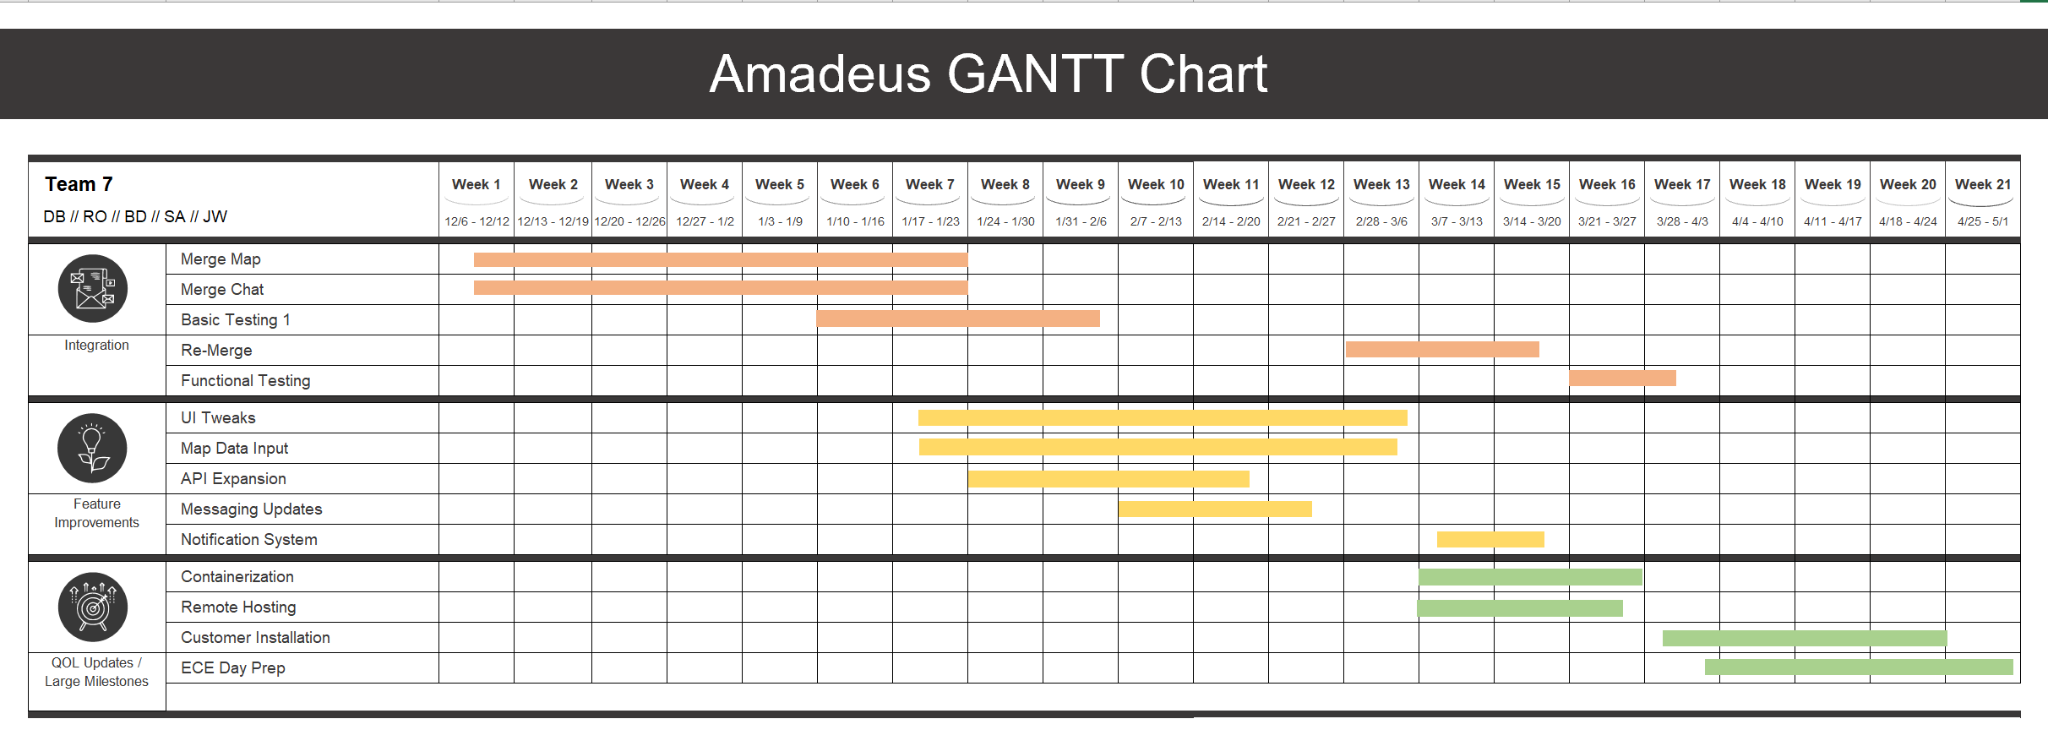 Amadeus GANTT Chart
Team 7
DB // RO // BD // SA // JW
Week 1 Week 2 Week 3 Week 4 Week 5 Week 6 Week 7 Week 8 Week 9 Week 10 Week 11 Week 12 Week 13 Week 14 Week 15 Week 16 Week 17 Week 18 Week 19 Week 20 Week 21
12/6 - 12/12 12/13 - 12/19 12/20 - 12/26 12/27 - 1/2 1/3 - 1/9 1/10 - 1/16 1/17 - 1/23 1/24 - 1/30 1/31 - 2/6 2/7 - 2/13 2/14 - 2/20 2/21 - 2/27 2/28 - 3/6 3/7 - 3/13 3/14 - 3/20 3/21 - 3/27 3/28 - 4/3 4/4 - 4/10 4/11 - 4/17 4/18 - 4/24 4/25 - 5/1
Integration
Merge Map
Merge Chat
Basic Testing 1
Re-Merge
Functional Testing
Feature
Improvements
UI Tweaks
Map Data Input
API Expansion
Messaging Updates
Notification System
QOL Updates /
Large Milestones
Containerization
Remote Hosting
Customer Installation
ECE Day Prep